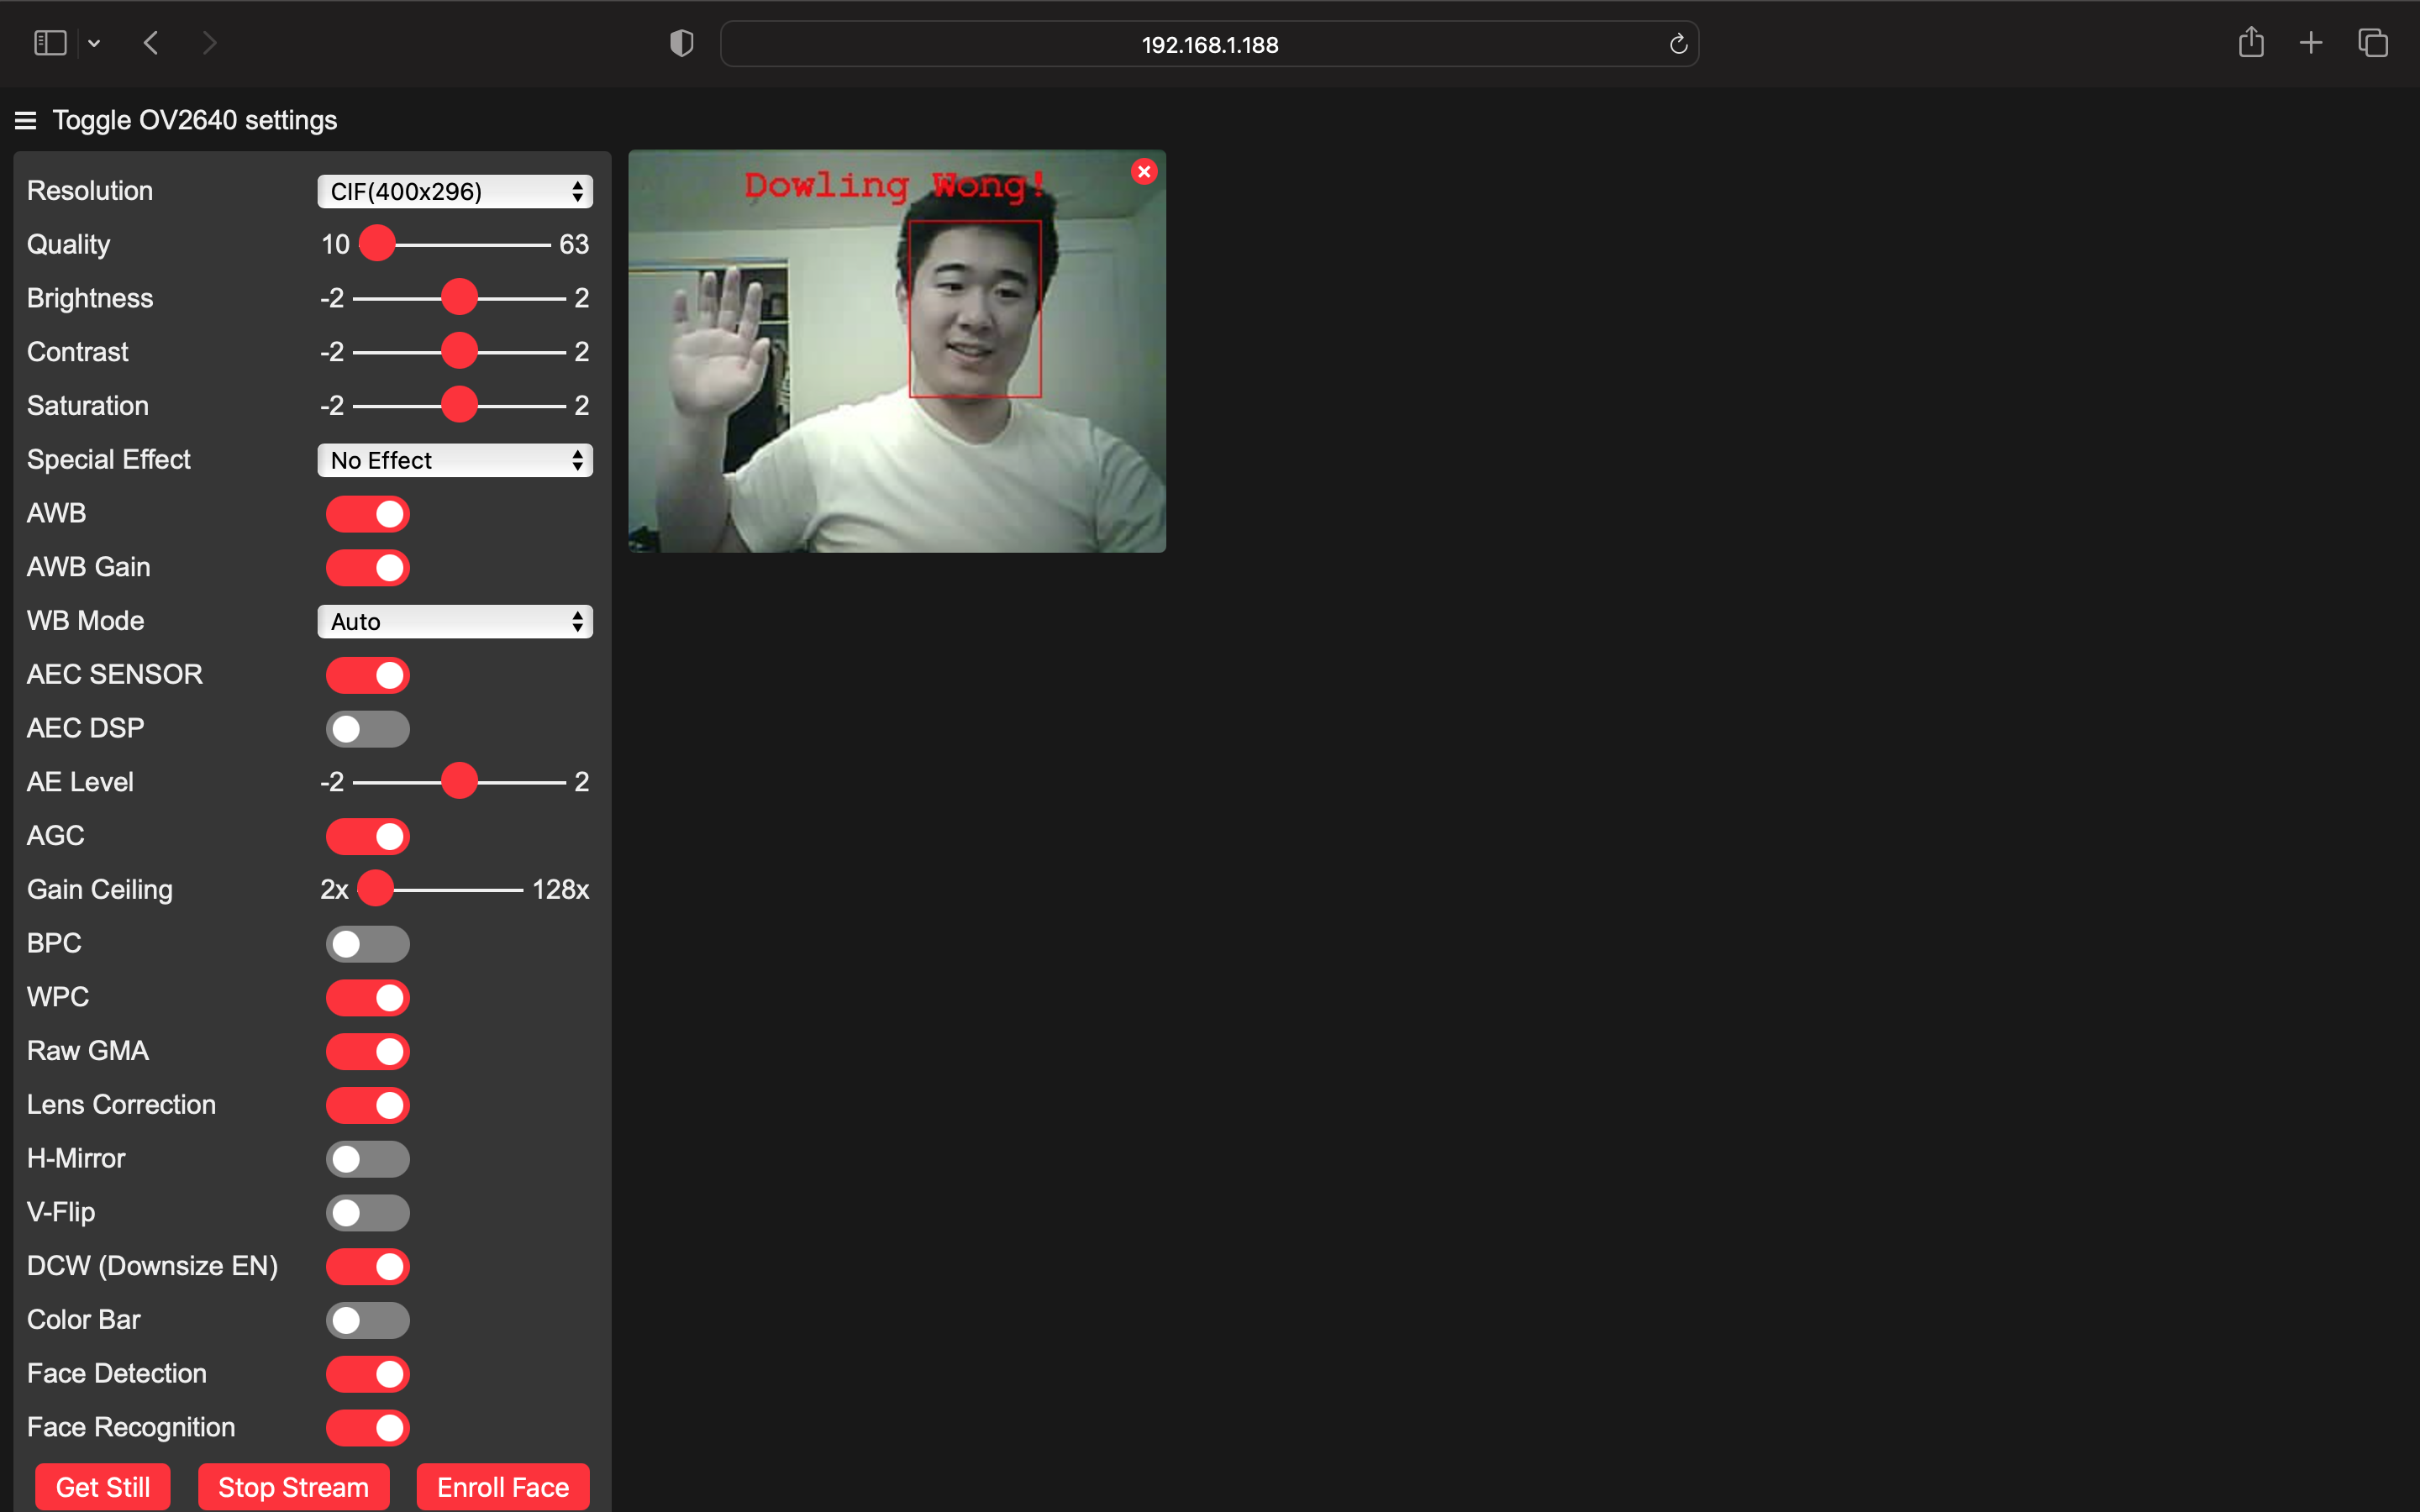 192.168.1.188
Toggle OV2640 settings
Resolution CIF(400x296)
Quality 10 63
Brightness -2 2
Contrast -2 2
Saturation -2 2
Special Effect No Effect
AWB
AWB Gain
WB Mode Auto
AEC SENSOR
AEC DSP
AE Level -2 2
AGC
Gain Ceiling 2x 128x
BPC
WPC
Raw GMA
Lens Correction
H-Mirror
V-Flip
DCW (Downsize EN)
Color Bar
Face Detection
Face Recognition
Get Still Stop Stream Enroll Face
Dowling Wong!